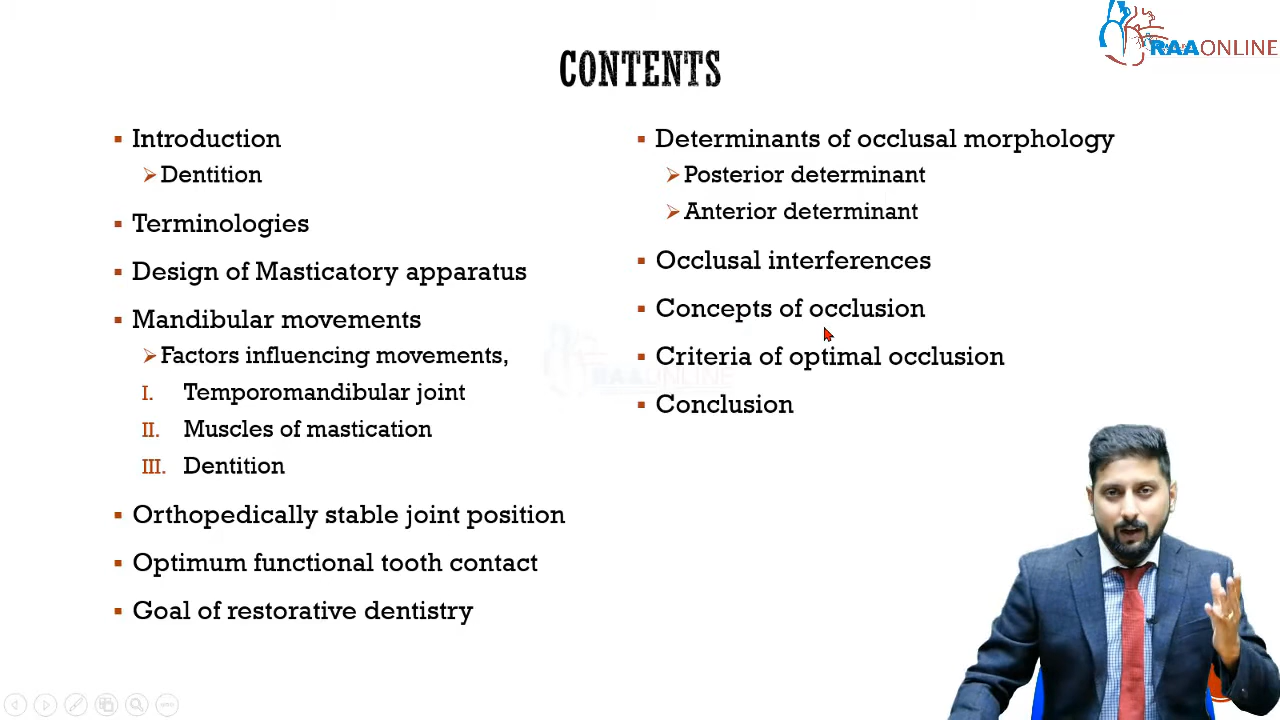 RAAONLINE
CONTENTS
Introduction
Dentition
Terminologies
Design of Masticatory apparatus
Mandibular movements
Factors influencing movements,
I. Temporomandibular joint
II. Muscles of mastication
III. Dentition
Orthopedically stable joint position
Optimum functional tooth contact
Goal of restorative dentistry
Determinants of occlusal morphology
Posterior determinant
Anterior determinant
Occlusal interferences
Concepts of occlusion
Criteria of optimal occlusion
Conclusion
RAAONLINE